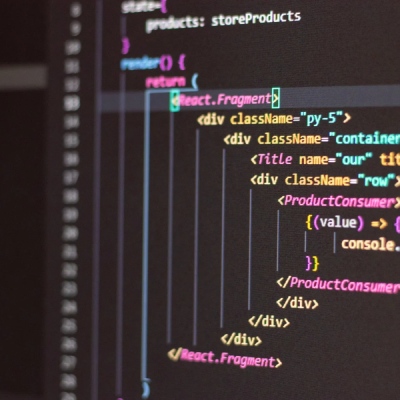 state={
products: storeProducts
}
render() {
return (
<React.Fragment>
<div className="py-5">
<div className="container
<Title name="our" tit
<div className="row">
<ProductConsumer>
{(value) => {
console.
}}
</ProductConsumer
</div>
</div>
</div>
</React.Fragment>
)